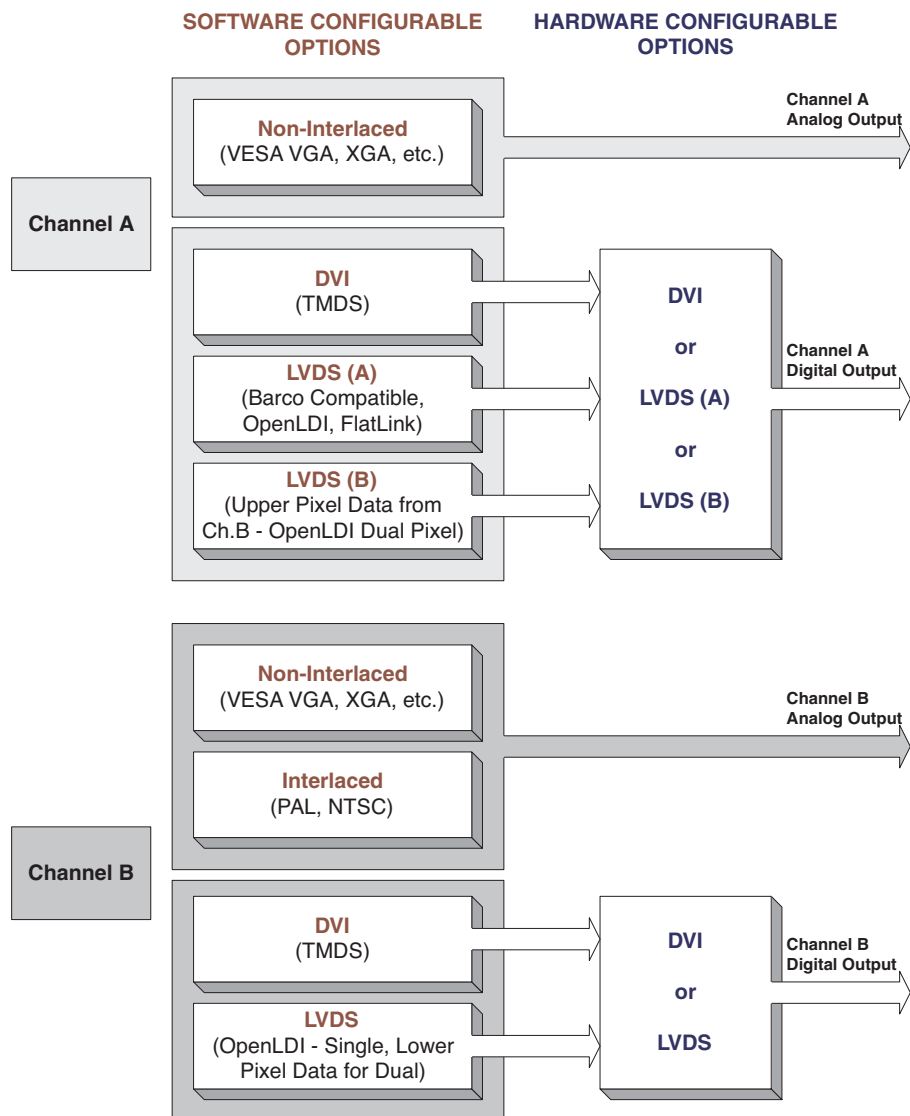 SOFTWARE CONFIGURABLE
OPTIONS
HARDWARE CONFIGURABLE
OPTIONS
Channel A
Non-Interlaced
(VESA VGA, XGA, etc.)
Channel A
Analog Output
DVI
(TMDS)
LVDS (A)
(Barco Compatible,
OpenLDI, FlatLink)
LVDS (B)
(Upper Pixel Data from
Ch.B - OpenLDI Dual Pixel)
DVI
or
LVDS (A)
or
LVDS (B)
Channel A
Digital Output
Channel B
Non-Interlaced
(VESA VGA, XGA, etc.)
Interlaced
(PAL, NTSC)
Channel B
Analog Output
DVI
(TMDS)
LVDS
(OpenLDI - Single, Lower
Pixel Data for Dual)
DVI
or
LVDS
Channel B
Digital Output